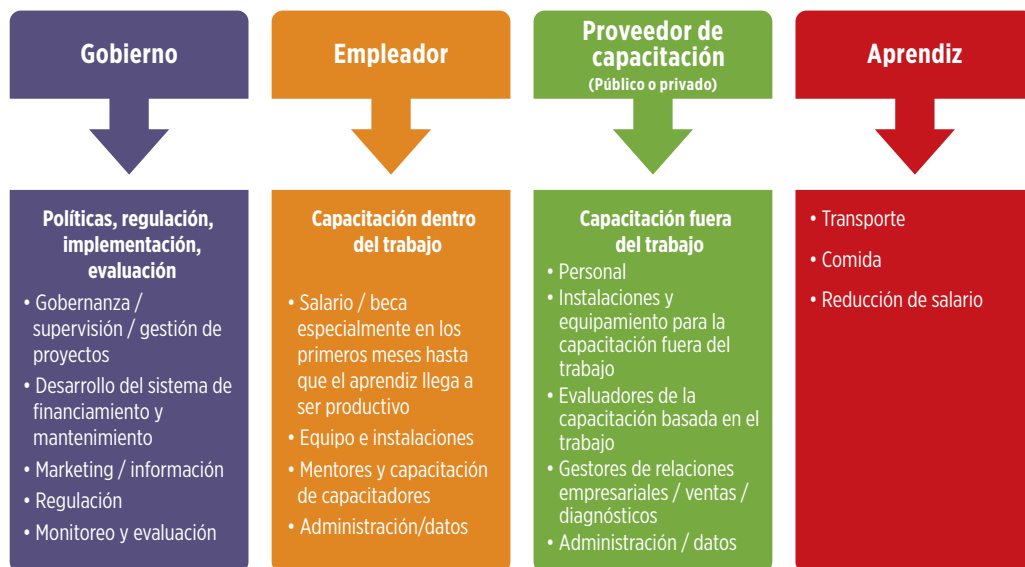 Gobierno
Políticas, regulación,
implementación,
evaluación
• Gobernanza /
supervisión / gestión de
proyectos
• Desarrollo del sistema de
financiamiento y
mantenimiento
• Marketing / información
• Regulación
• Monitoreo y evaluación
Empleador
Capacitación dentro
del trabajo
• Salario / beca
especialmente en los
primeros meses hasta
que el aprendiz llega a
ser productivo
• Equipo e instalaciones
• Mentores y capacitación
de capacitadores
• Administración/datos
Proveedor de
capacitación
(Público o privado)
Capacitación fuera
del trabajo
• Personal
• Instalaciones y
equipamiento para la
capacitación fuera del
trabajo
• Evaluadores de la
capacitación basada en el
trabajo
• Gestores de relaciones
empresariales / ventas /
diagnósticos
• Administración / datos
Aprendiz
• Transporte
• Comida
• Reducción de salario